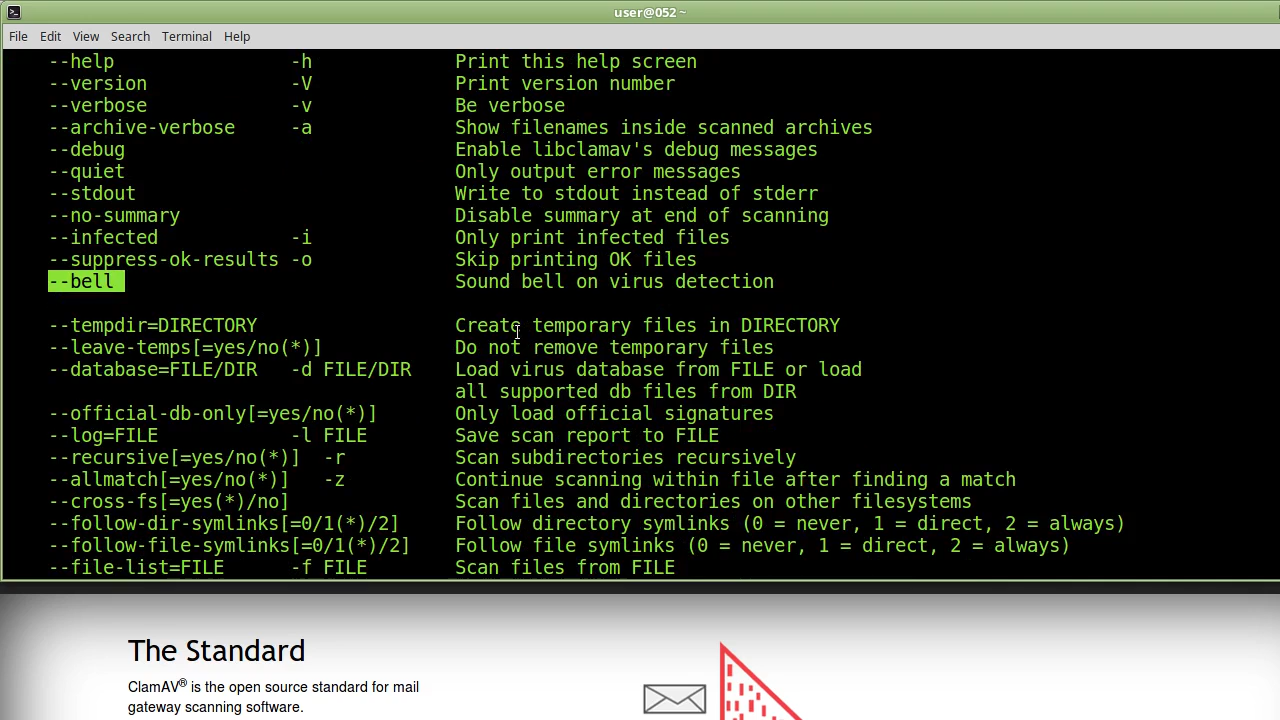 user@052 ~
File Edit View Search Terminal Help
--help -h Print this help screen
--version -V Print version number
--verbose -v Be verbose
--archive-verbose -a Show filenames inside scanned archives
--debug Enable libclamav's debug messages
--quiet Only output error messages
--stdout Write to stdout instead of stderr
--no-summary Disable summary at end of scanning
--infected -i Only print infected files
--suppress-ok-results -o Skip printing OK files
--bell Sound bell on virus detection
--tempdir=DIRECTORY Create temporary files in DIRECTORY
--leave-temps[=yes/no(*)] Do not remove temporary files
--database=FILE/DIR -d FILE/DIR Load virus database from FILE or load
all supported db files from DIR
--official-db-only[=yes/no(*)] Only load official signatures
--log=FILE -l FILE Save scan report to FILE
--recursive[=yes/no(*)] -r Scan subdirectories recursively
--allmatch[=yes/no(*)] -z Continue scanning within file after finding a match
--cross-fs[=yes(*)/no] Scan files and directories on other filesystems
--follow-dir-symlinks[=0/1(*)/2] Follow directory symlinks (0 = never, 1 = direct, 2 = always)
--follow-file-symlinks[=0/1(*)/2] Follow file symlinks (0 = never, 1 = direct, 2 = always)
--file-list=FILE -f FILE Scan files from FILE
The Standard
ClamAV® is the open source standard for mail
gateway scanning software.